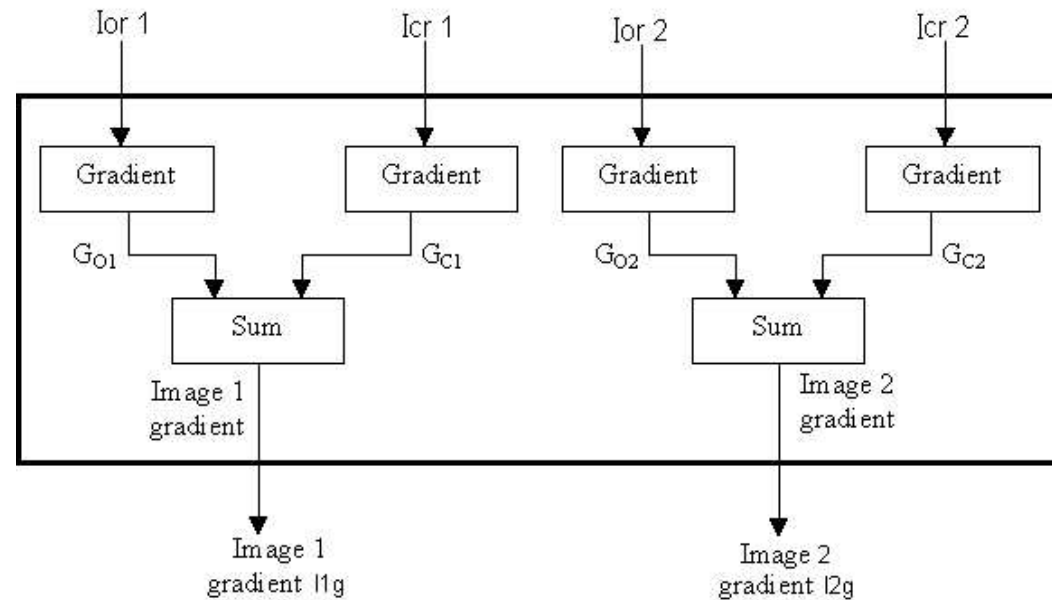 Ior 1
Icr 1
Ior 2
Icr 2
Gradient
Gradient
Gradient
Gradient
GO1
GC1
GO2
GC2
Sum
Sum
Image 1
gradient
Image 2
gradient
Image 1
gradient I1g
Image 2
gradient I2g